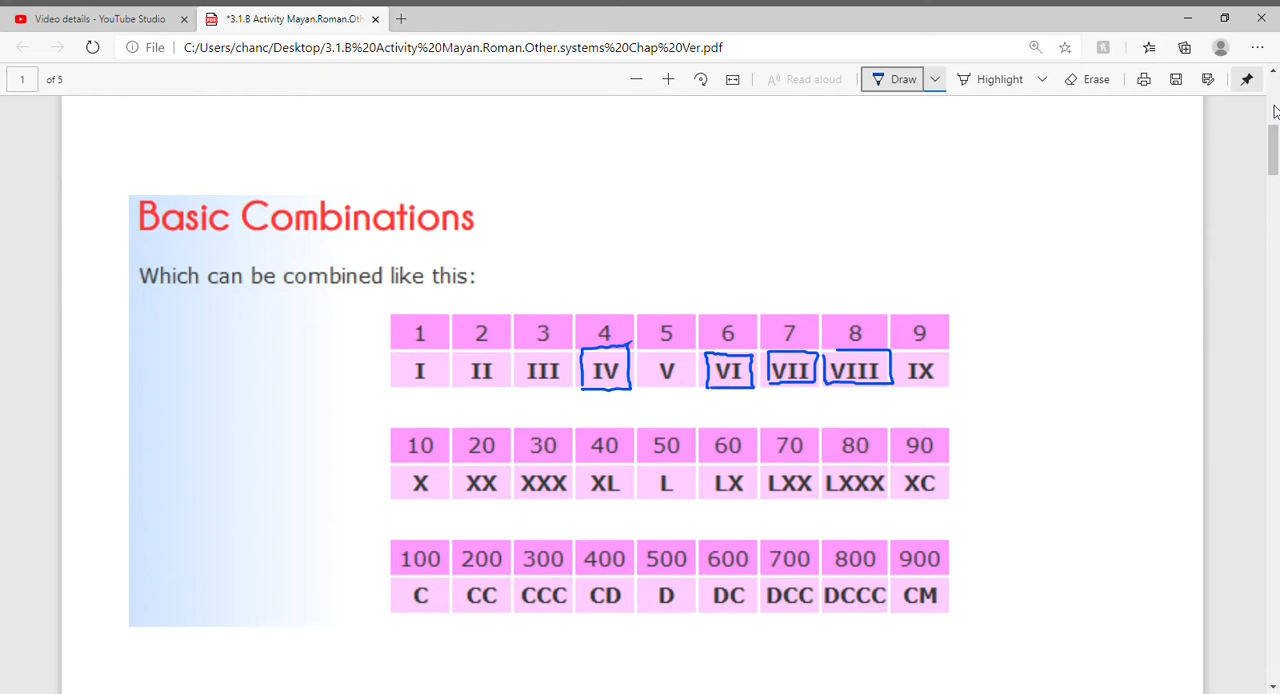 Video details - YouTube Studio
*3.1.B Activity Mayan.Roman.Oth
File C:/Users/chanc/Desktop/3.1.B%20Activity%20Mayan.Roman.Other.systems%20Chap%20Ver.pdf
1 of 5 Read aloud Draw Highlight Erase
Basic Combinations
Which can be combined like this:
1 2 3 4 5 6 7 8 9
I II III IV V VI VII VIII IX
10 20 30 40 50 60 70 80 90
X XX XXX XL L LX LXX LXXX XC
100 200 300 400 500 600 700 800 900
C CC CCC CD D DC DCC DCCC CM